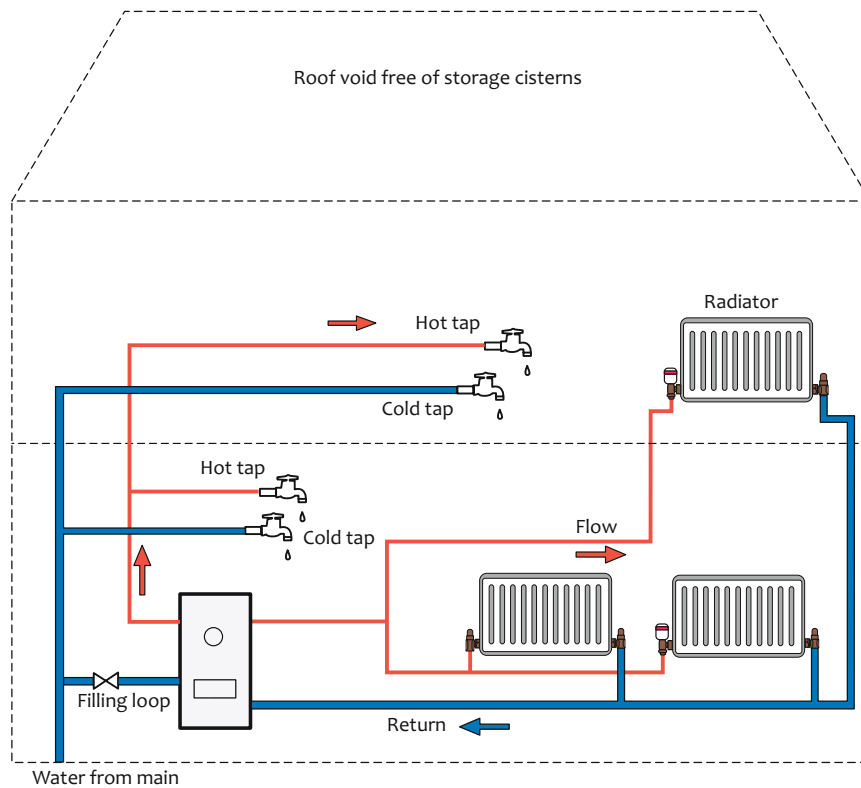 Roof void free of storage cisterns
Radiator
Hot tap
Cold tap
Hot tap
Flow
Cold tap
Filling loop
Return
Water from main